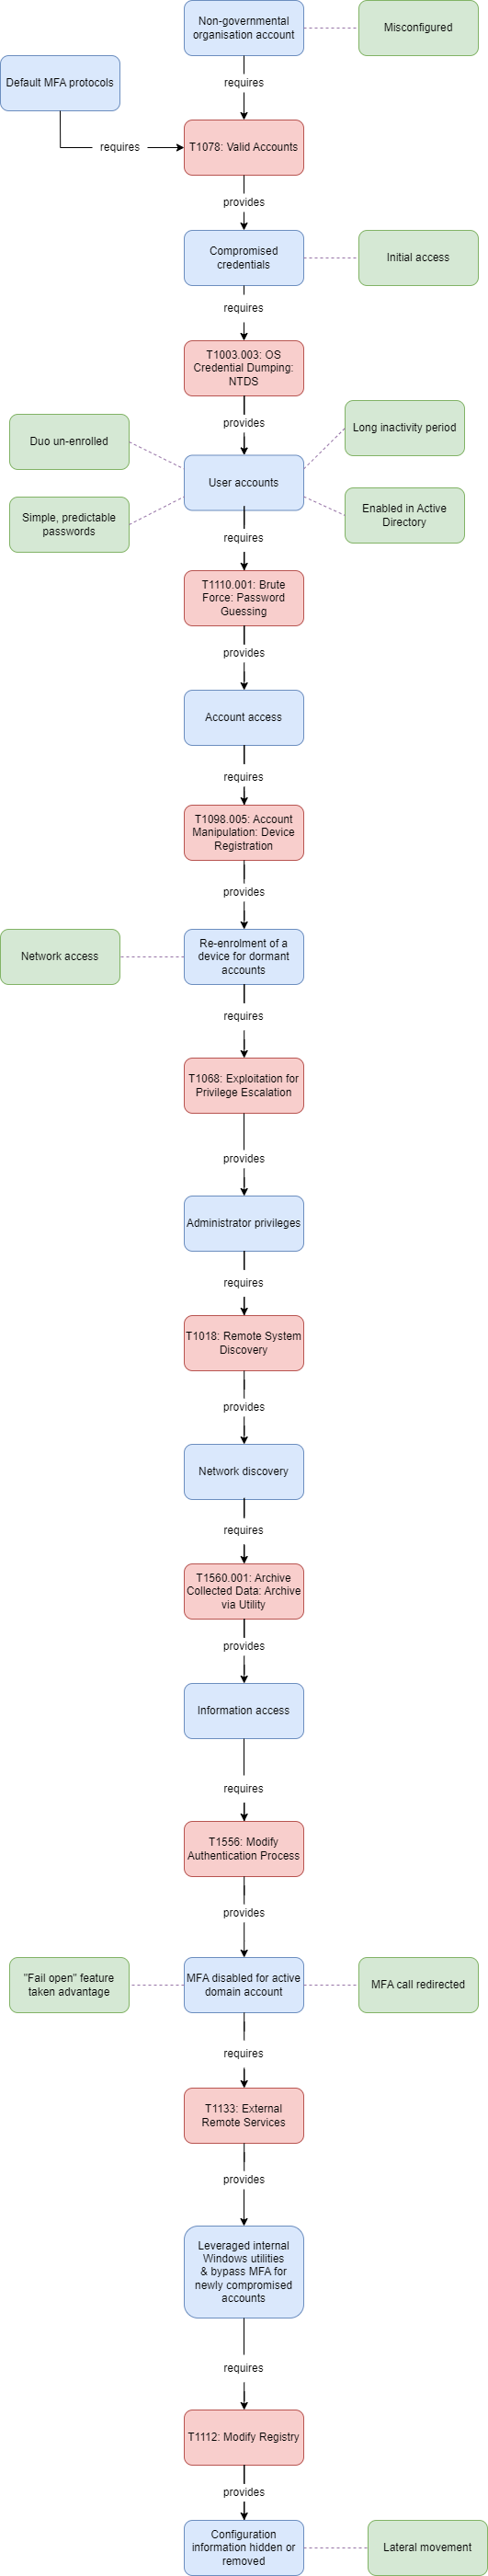 Non-governmental
organisation account
Misconfigured
Default MFA protocols
requires
requires
T1078: Valid Accounts
provides
Compromised
credentials
Initial access
requires
T1003.003: OS
Credential Dumping:
NTDS
provides
Duo un-enrolled
Long inactivity period
User accounts
Simple, predictable
passwords
Enabled in Active
Directory
requires
T1110.001: Brute
Force: Password
Guessing
provides
Account access
requires
T1098.005: Account
Manipulation: Device
Registration
provides
Network access
Re-enrolment of a
device for dormant
accounts
requires
T1068: Exploitation for
Privilege Escalation
provides
Administrator privileges
requires
T1018: Remote System
Discovery
provides
Network discovery
requires
T1560.001: Archive
Collected Data: Archive
via Utility
provides
Information access
requires
T1556: Modify
Authentication Process
provides
"Fail open" feature
taken advantage
MFA disabled for active
domain account
MFA call redirected
requires
T1133: External
Remote Services
provides
Leveraged internal
Windows utilities
& bypass MFA for
newly compromised
accounts
requires
T1112: Modify Registry
provides
Configuration
information hidden or
removed
Lateral movement